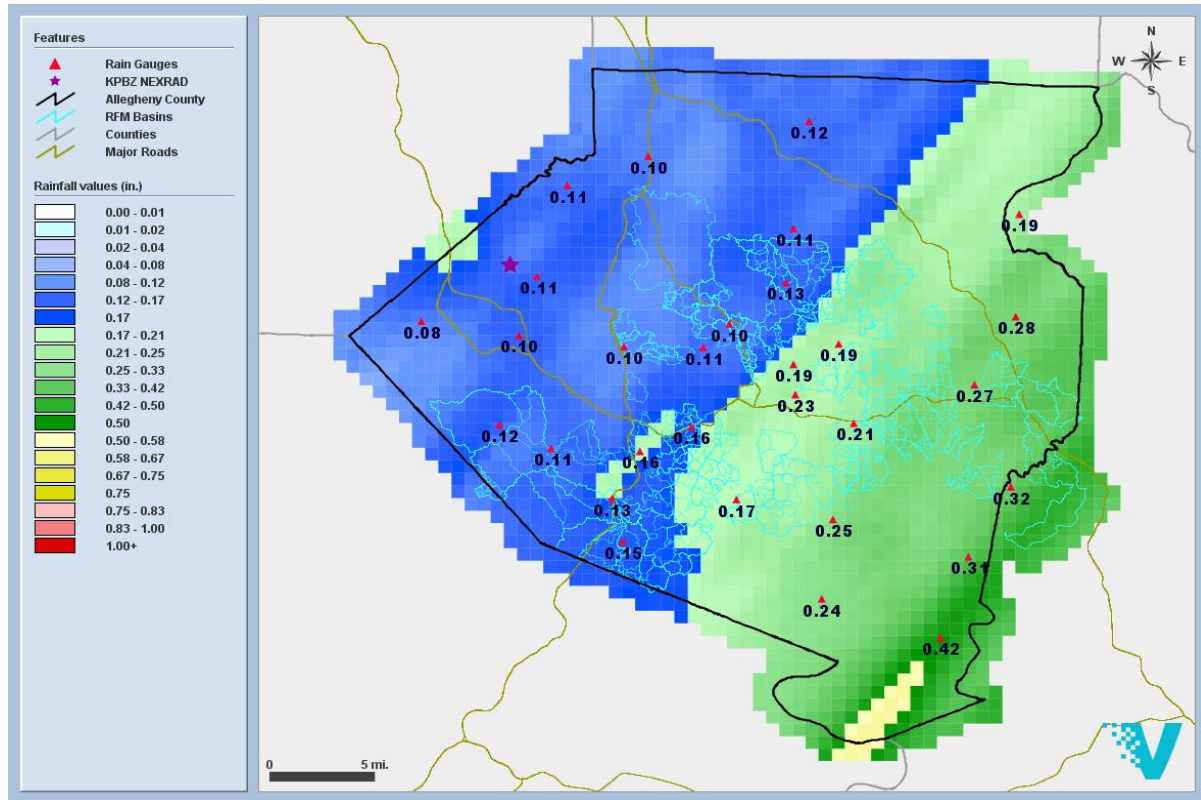 Features
Rain Gauges
KPBZ NEXRAD
Allegheny County
RFM Basins
Counties
Major Roads
Rainfall values (in.)
0.00 - 0.01
0.01 - 0.02
0.02 - 0.04
0.04 - 0.08
0.08 - 0.12
0.12 - 0.17
0.17
0.17 - 0.21
0.21 - 0.25
0.25 - 0.33
0.33 - 0.42
0.42 - 0.50
0.50
0.50 - 0.58
0.58 - 0.67
0.67 - 0.75
0.75
0.75 - 0.83
0.83 - 1.00
1.00+
N
W E
S
0.12
0.10
0.11
0.19
0.11
0.11
0.13
0.28
0.08
0.10
0.10
0.10
0.11
0.19
0.19
0.27
0.23
0.12
0.16
0.21
0.11
0.16
0.32
0.13
0.17
0.25
0.15
0.31
0.24
0.42
0 5 mi.
V